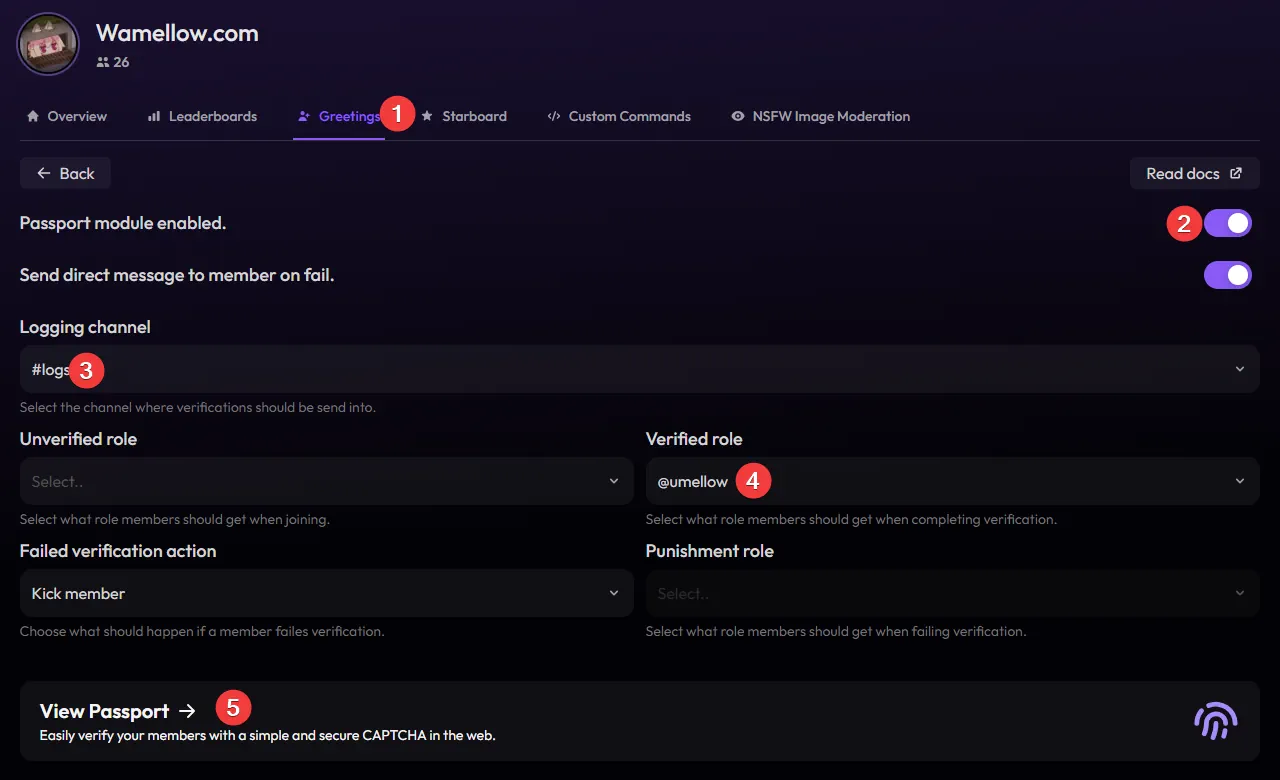 Wamellow.com
26
Overview Leaderboards Greetings 1 Starboard Custom Commands NSFW Image Moderation
Back Read docs
Passport module enabled. 2
Send direct message to member on fail.
Logging channel
#logs 3
Select the channel where verifications should be send into.
Unverified role Verified role
Select.. @umellow 4
Select what role members should get when joining. Select what role members should get when completing verification.
Failed verification action Punishment role
Kick member Select..
Choose what should happen if a member failes verification. Select what role members should get when failing verification.
View Passport → 5
Easily verify your members with a simple and secure CAPTCHA in the web.